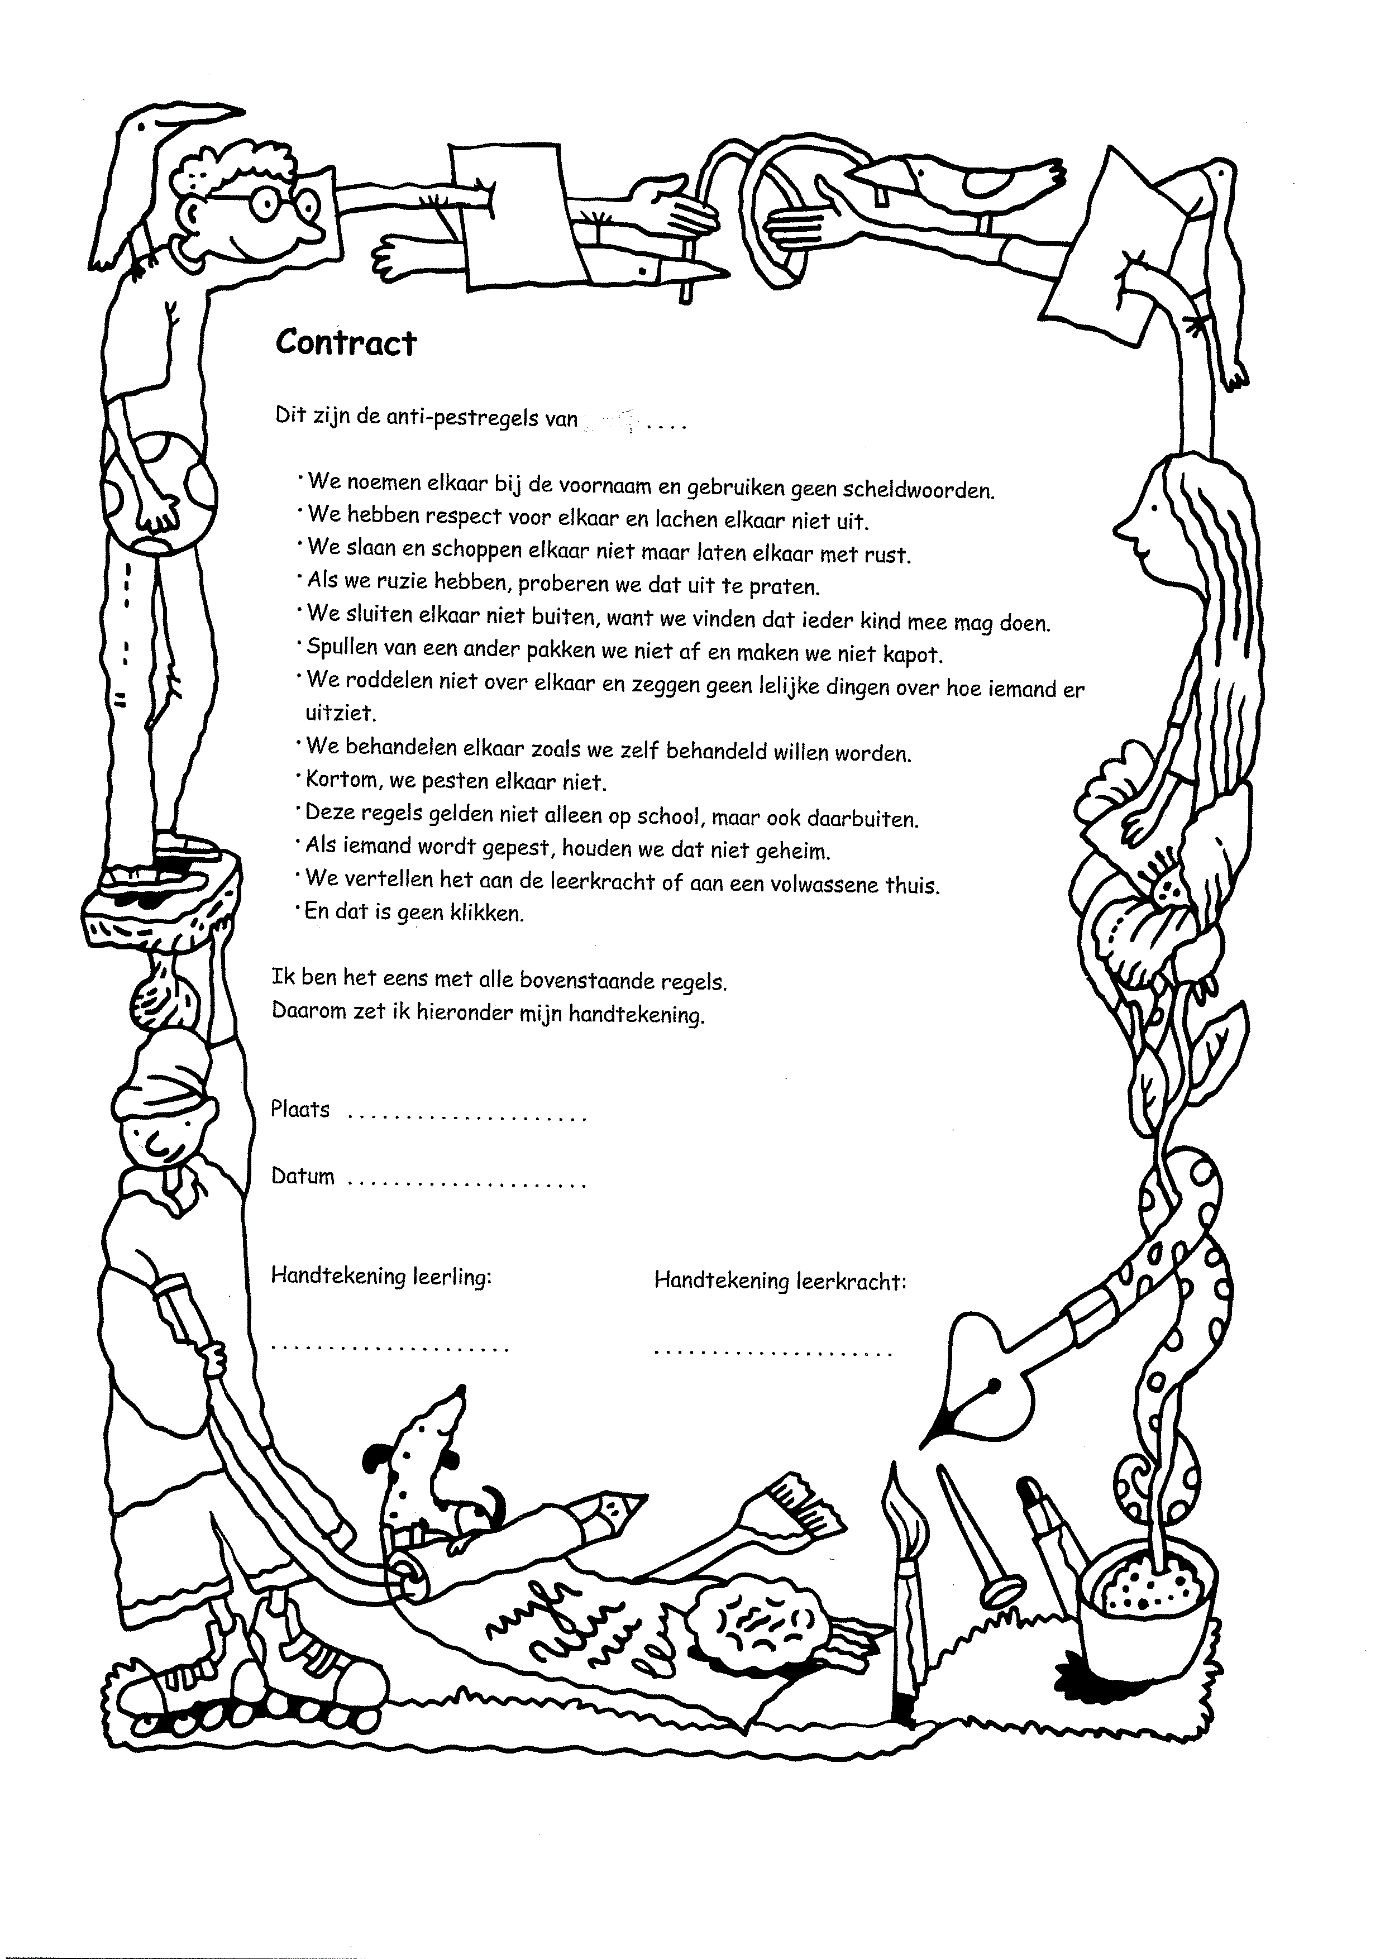 Contract
Dit zijn de anti-pestregels van ....
· We noemen elkaar bij de voornaam en gebruiken geen scheldwoorden.
· We hebben respect voor elkaar en lachen elkaar niet uit.
· We slaan en schoppen elkaar niet maar laten elkaar met rust.
· Als we ruzie hebben, proberen we dat uit te praten.
· We sluiten elkaar niet buiten, want we vinden dat ieder kind mee mag doen.
· Spullen van een ander pakken we niet af en maken we niet kapot.
· We roddelen niet over elkaar en zeggen geen lelijke dingen over hoe iemand er
uitziet.
· We behandelen elkaar zoals we zelf behandeld willen worden.
· Kortom, we pesten elkaar niet.
· Deze regels gelden niet alleen op school, maar ook daarbuiten.
· Als iemand wordt gepest, houden we dat niet geheim.
· We vertellen het aan de leerkracht of aan een volwassene thuis.
· En dat is geen klikken.
Ik ben het eens met alle bovenstaande regels.
Daarom zet ik hieronder mijn handtekening.
Plaats .....................
Datum .....................
Handtekening leerling: Handtekening leerkracht:
..................... .....................